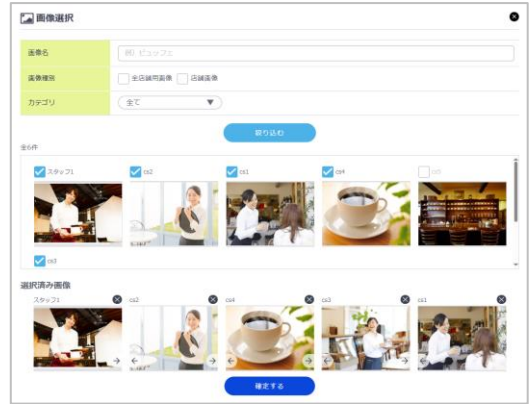 画像選択
画像名
例）ビュッフェ
画像種別
全店舗用画像 店舗画像
カテゴリ
全て
絞り込む
全6件
スタッフ1 cs2 cs1 cs4 cs5
cs3
選択済み画像
スタッフ1 cs2 cs4 cs3 cs1
確定する